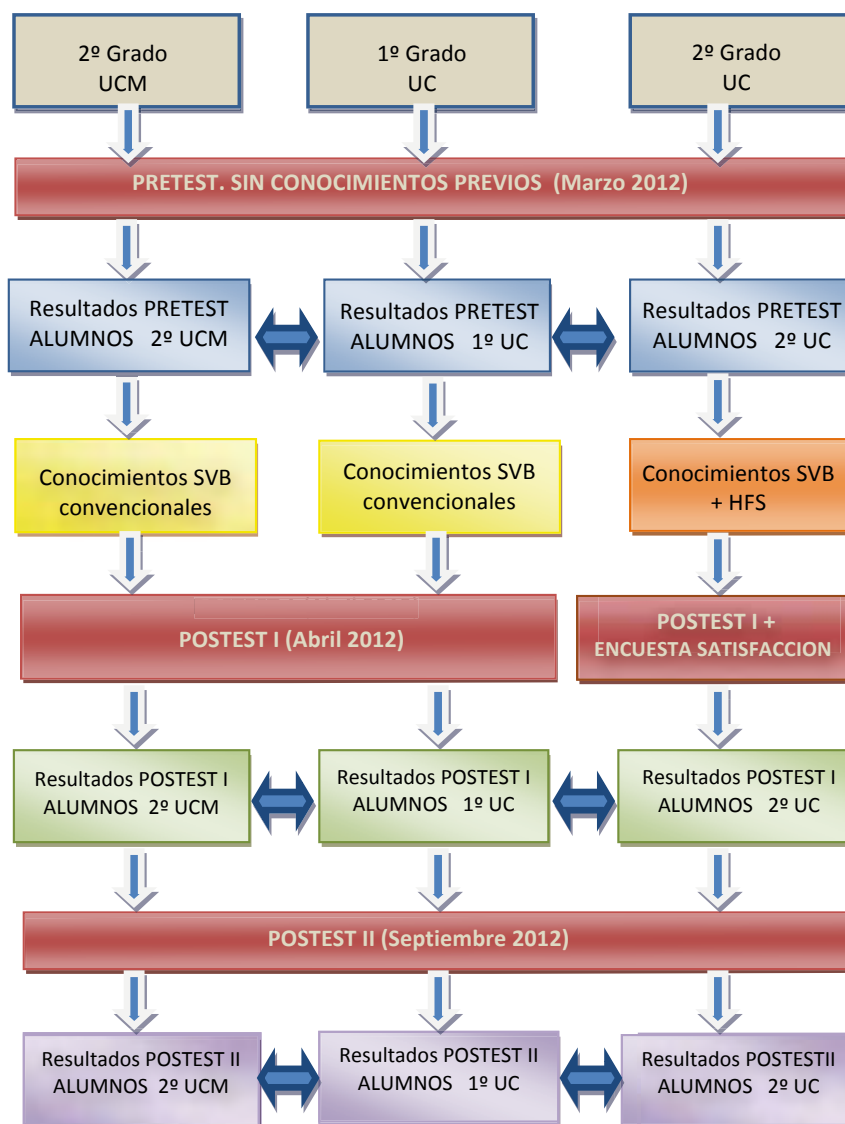 2º Grado
UCM
1º Grado
UC
2º Grado
UC
PRETEST. SIN CONOCIMIENTOS PREVIOS (Marzo 2012)
Resultados PRETEST
ALUMNOS 2º UCM
Resultados PRETEST
ALUMNOS 1º UC
Resultados PRETEST
ALUMNOS 2º UC
Conocimientos SVB
convencionales
Conocimientos SVB
convencionales
Conocimientos SVB
+ HFS
POSTEST I (Abril 2012)
POSTEST I +
ENCUESTA SATISFACCION
Resultados POSTEST I
ALUMNOS 2º UCM
Resultados POSTEST I
ALUMNOS 1º UC
Resultados POSTEST I
ALUMNOS 2º UC
POSTEST II (Septiembre 2012)
Resultados POSTEST II
ALUMNOS 2º UCM
Resultados POSTEST II
ALUMNOS 1º UC
Resultados POSTESTII
ALUMNOS 2º UC